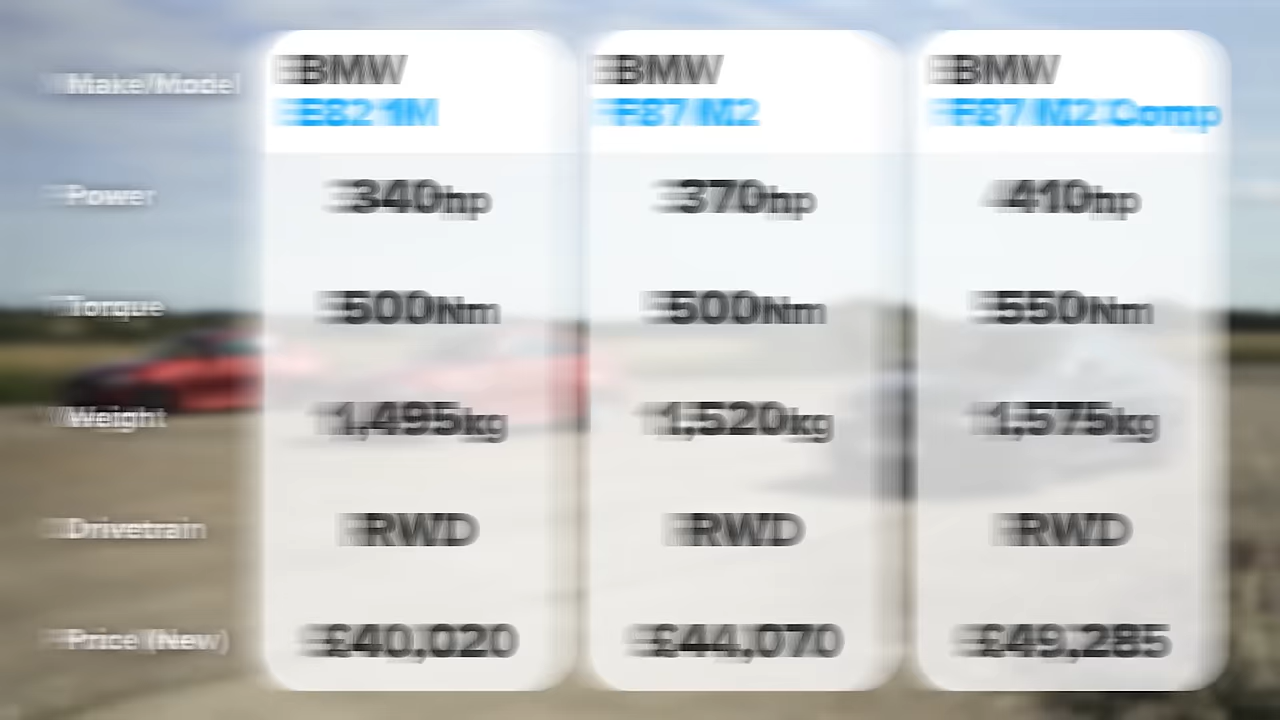 Make/Model BMW BMW BMW
E82 1M F87 M2 F87 M2 Comp
Power 340hp 370hp 410hp
Torque 500Nm 500Nm 550Nm
Weight 1,495kg 1,520kg 1,575kg
Drivetrain RWD RWD RWD
Price (New) £40,020 £44,070 £49,285